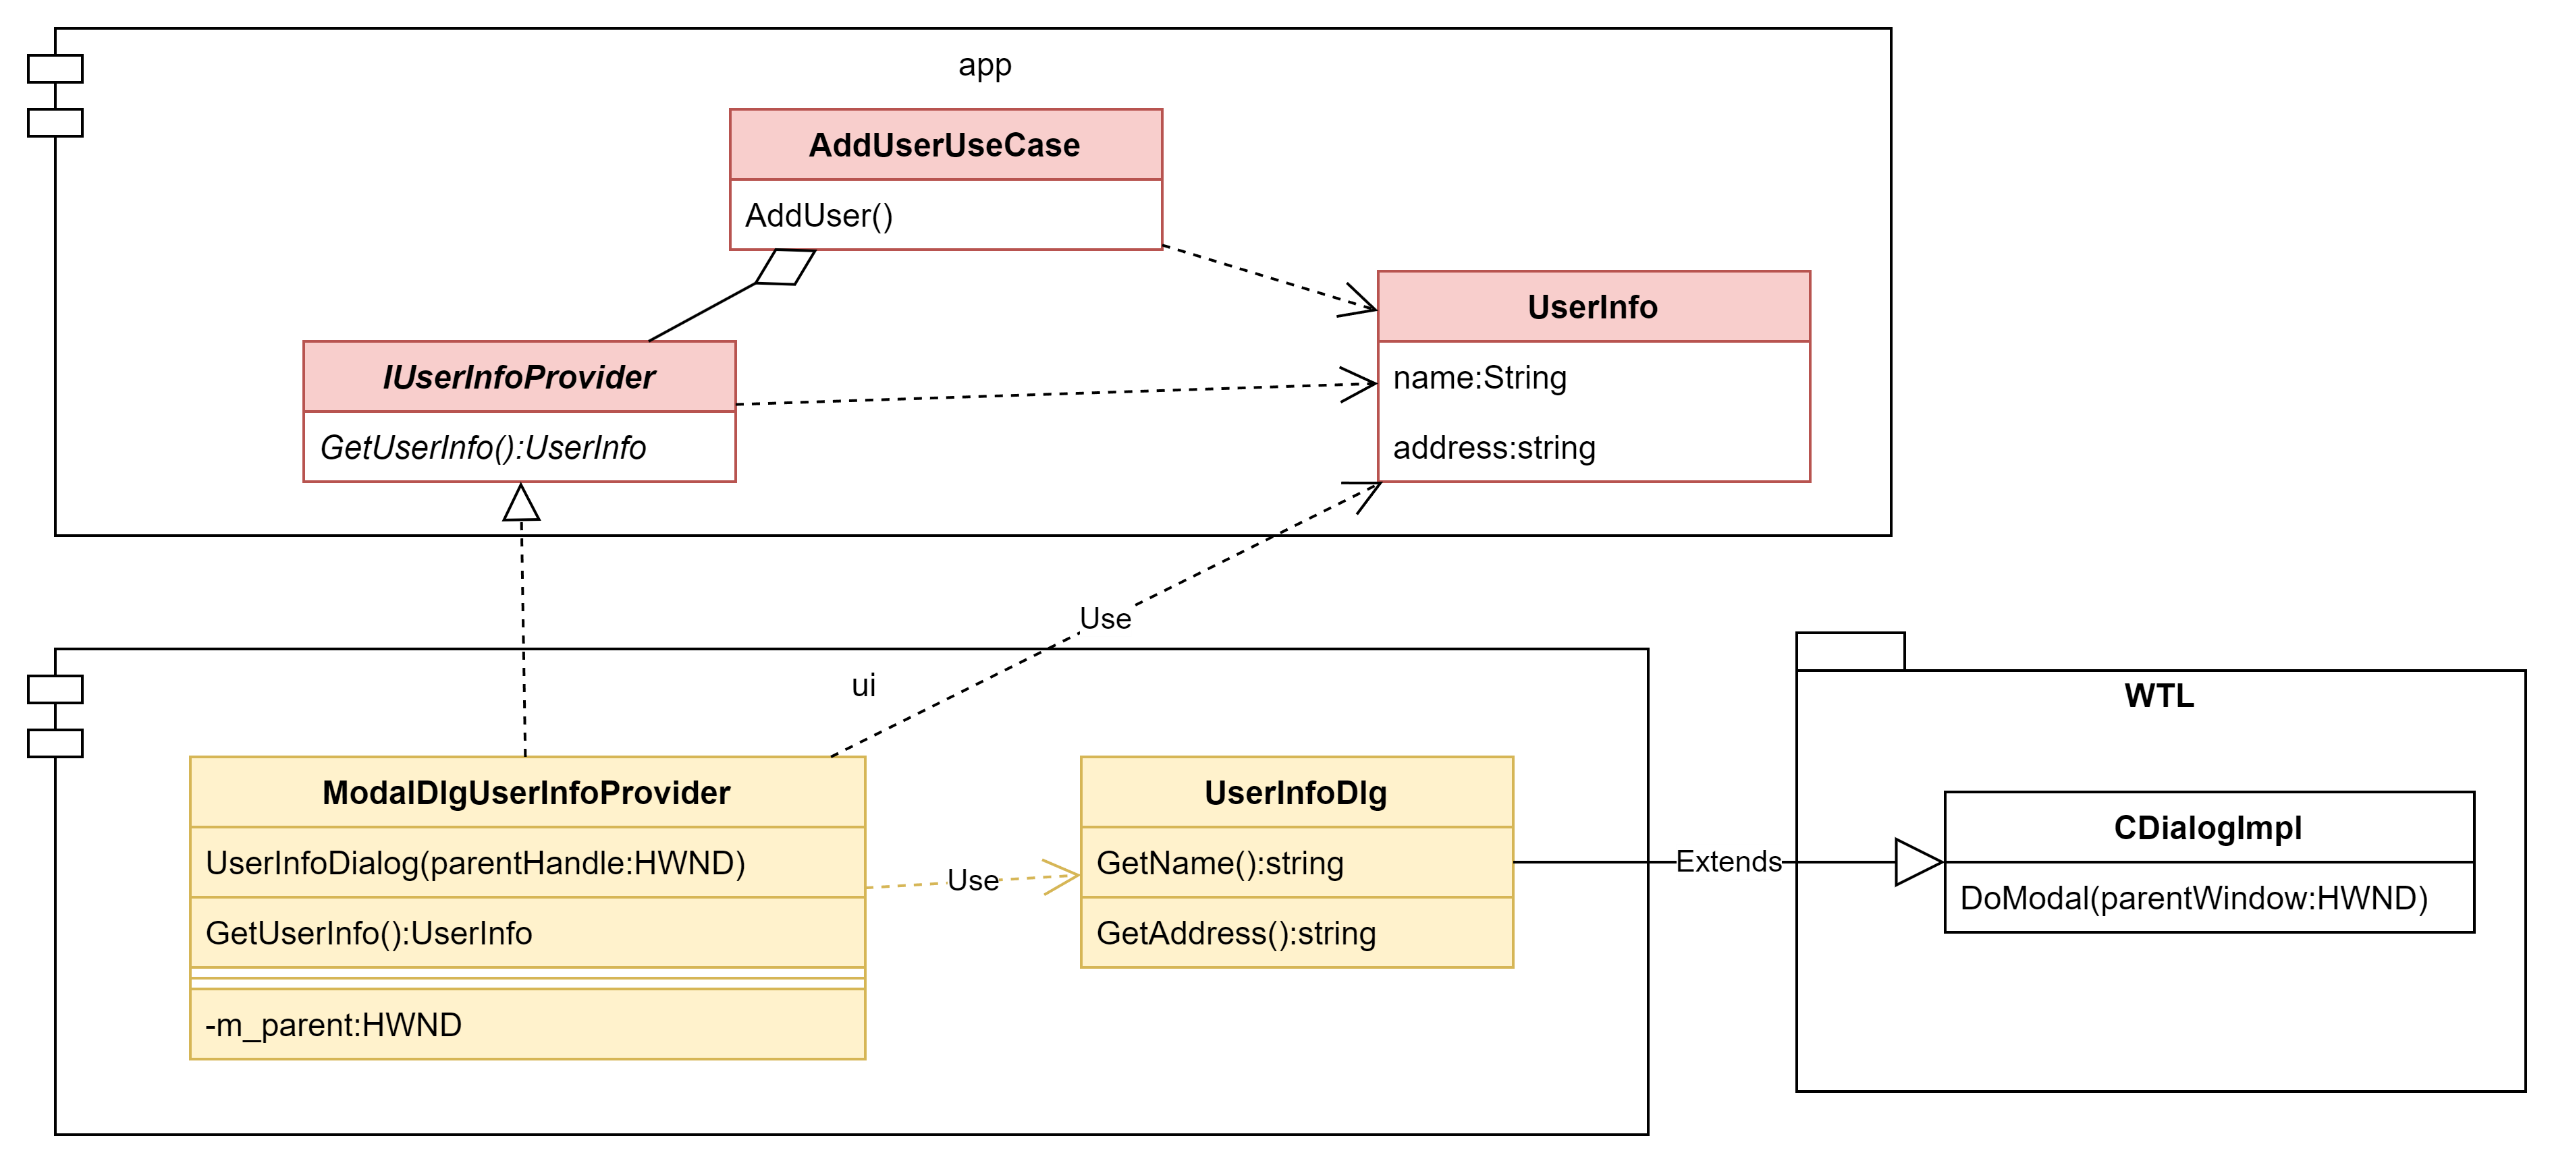 app
AddUserUseCase
AddUser()
UserInfo
name:String
address:string
IUserInfoProvider
GetUserInfo():UserInfo
Use
ui
ModalDlgUserInfoProvider
UserInfoDialog(parentHandle:HWND)
GetUserInfo():UserInfo
-m_parent:HWND
Use
UserInfoDlg
GetName():string
GetAddress():string
Extends
WTL
CDialogImpl
DoModal(parentWindow:HWND)